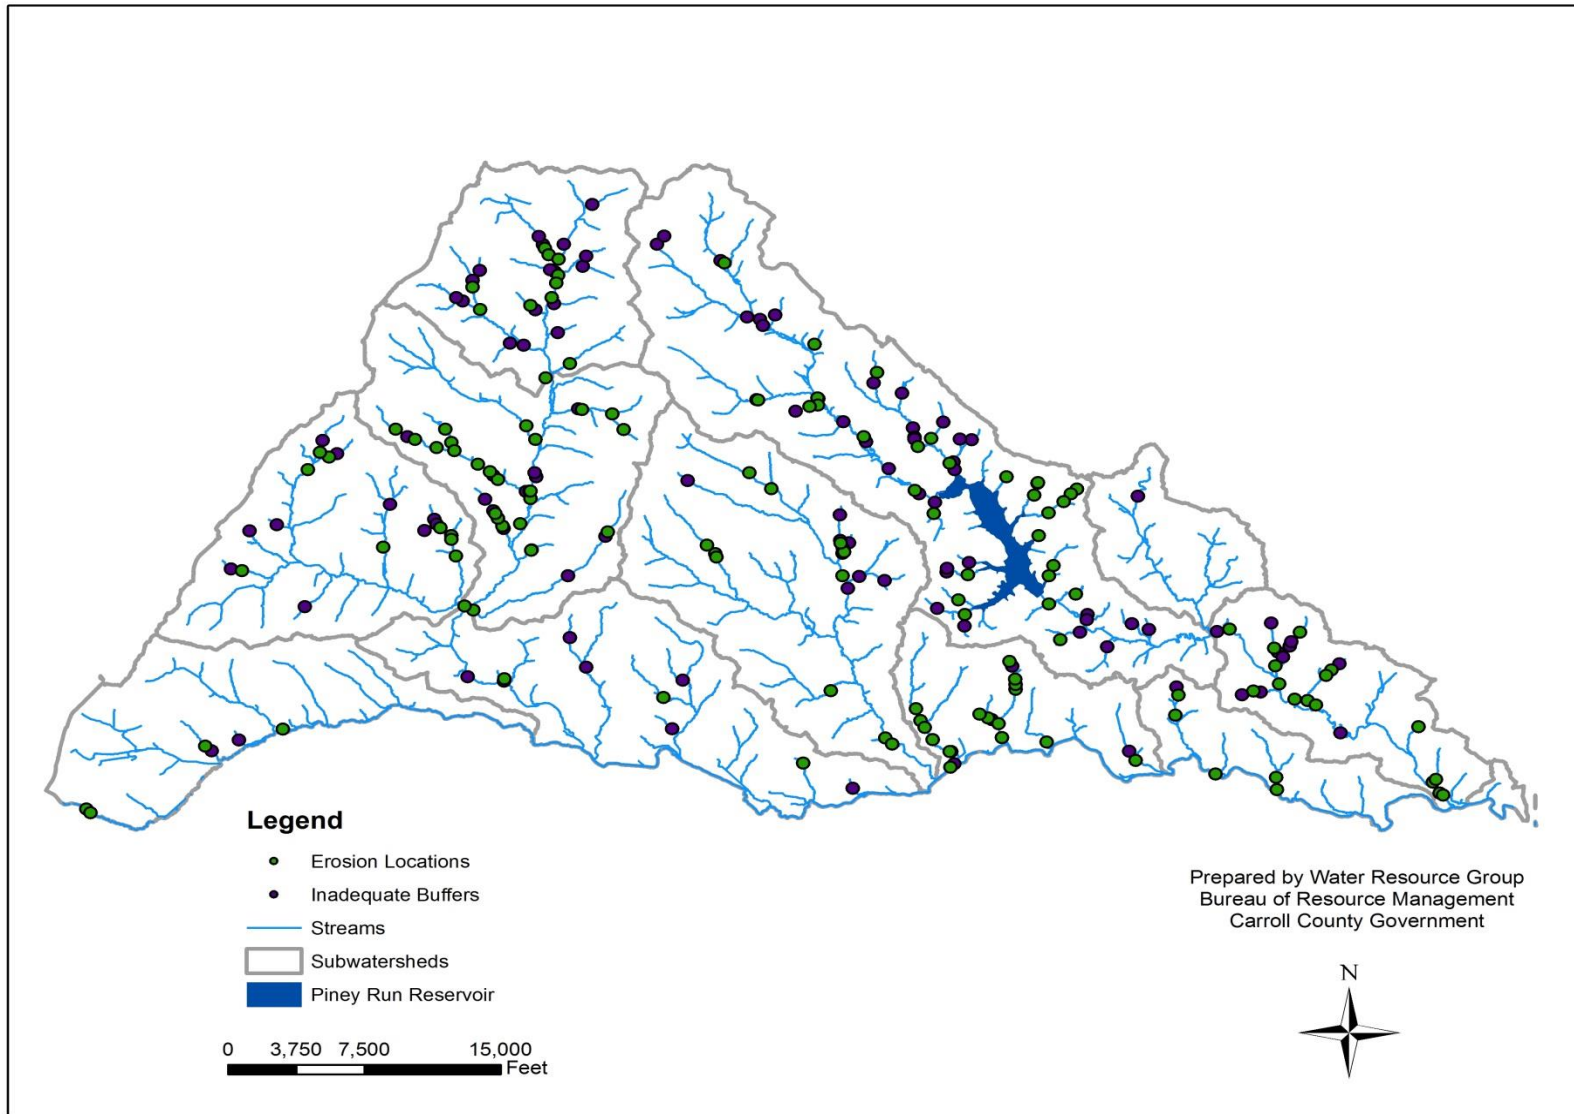 Legend
Erosion Locations
Inadequate Buffers
Streams
Subwatersheds
Piney Run Reservoir
0 3,750 7,500 15,000
Feet
Prepared by Water Resource Group
Bureau of Resource Management
Carroll County Government
N